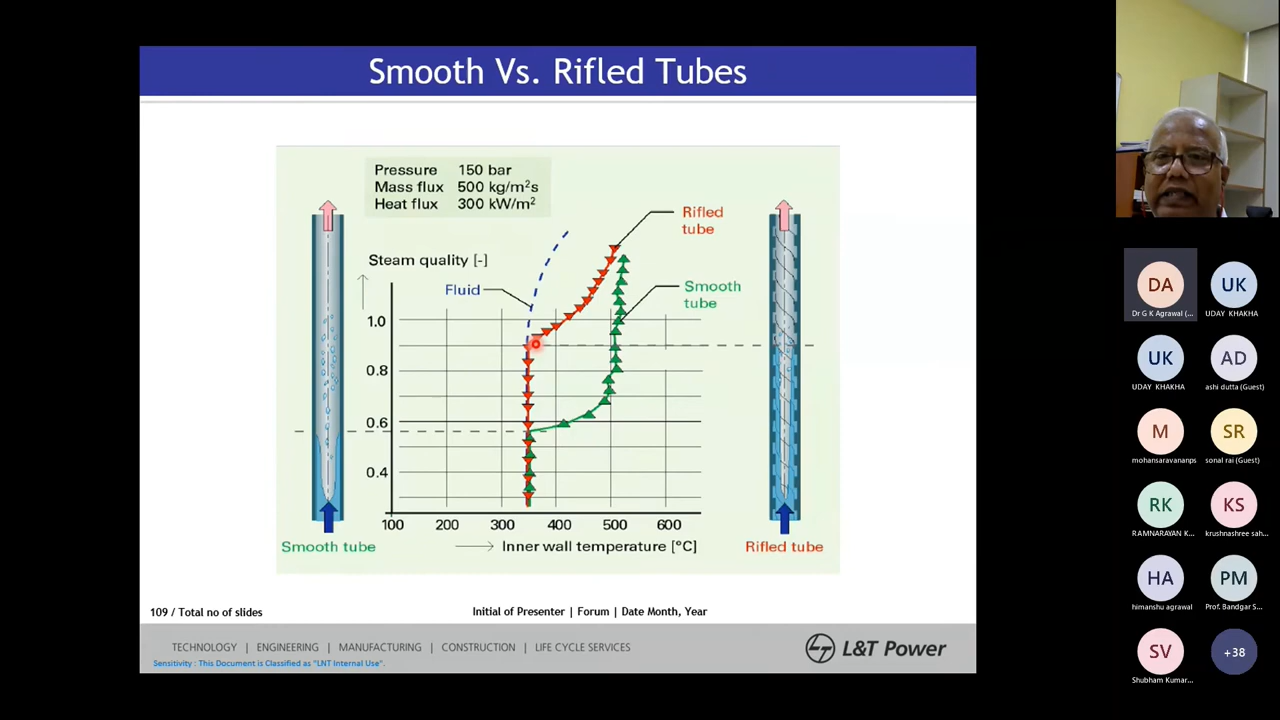 Smooth Vs. Rifled Tubes
Pressure 150 bar
Mass flux 500 kg/m²s
Heat flux 300 kW/m²
Rifled
tube
Steam quality [-]
Fluid
Smooth
tube
1.0
0.8
0.6
0.4
100 200 300 400 500 600
Inner wall temperature [°C]
Smooth tube
Rifled tube
109 / Total no of slides
Initial of Presenter | Forum | Date Month, Year
TECHNOLOGY | ENGINEERING | MANUFACTURING | CONSTRUCTION | LIFE CYCLE SERVICES
Sensitivity : This Document is Classified as "LNT Internal Use".
L&T Power
DA
Dr G K Agrawal (...
UK
UDAY KHAKHA
UK
UDAY KHAKHA
AD
ashi dutta (Guest)
M
mohansaravananps
SR
sonal rai (Guest)
RK
RAMNARAYAN K...
KS
krushnashree sah...
HA
himanshu agrawal
PM
Prof. Bandgar S...
SV
Shubham Kumar...
+38